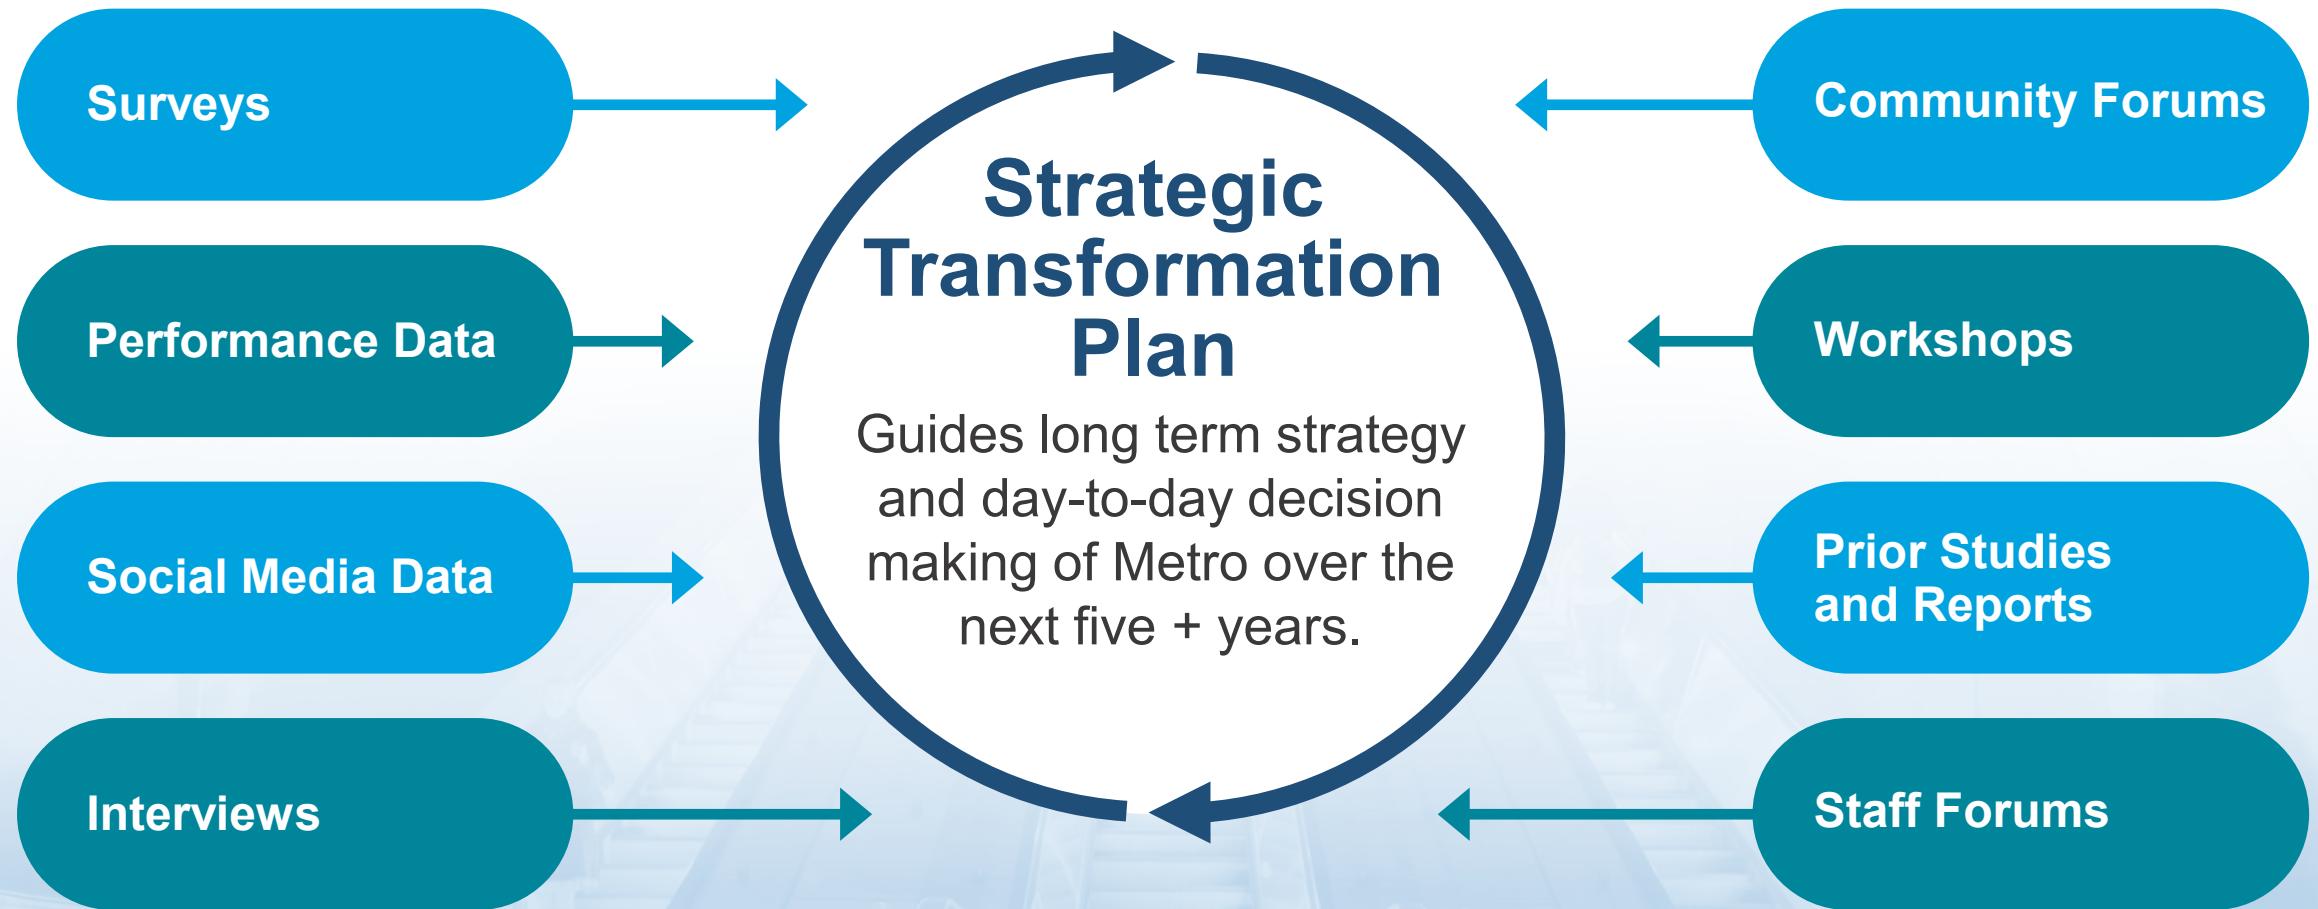 Surveys
Performance Data
Social Media Data
Interviews
Strategic
Transformation
Plan
Guides long term strategy
and day-to-day decision
making of Metro over the
next five + years.
Community Forums
Workshops
Prior Studies
and Reports
Staff Forums